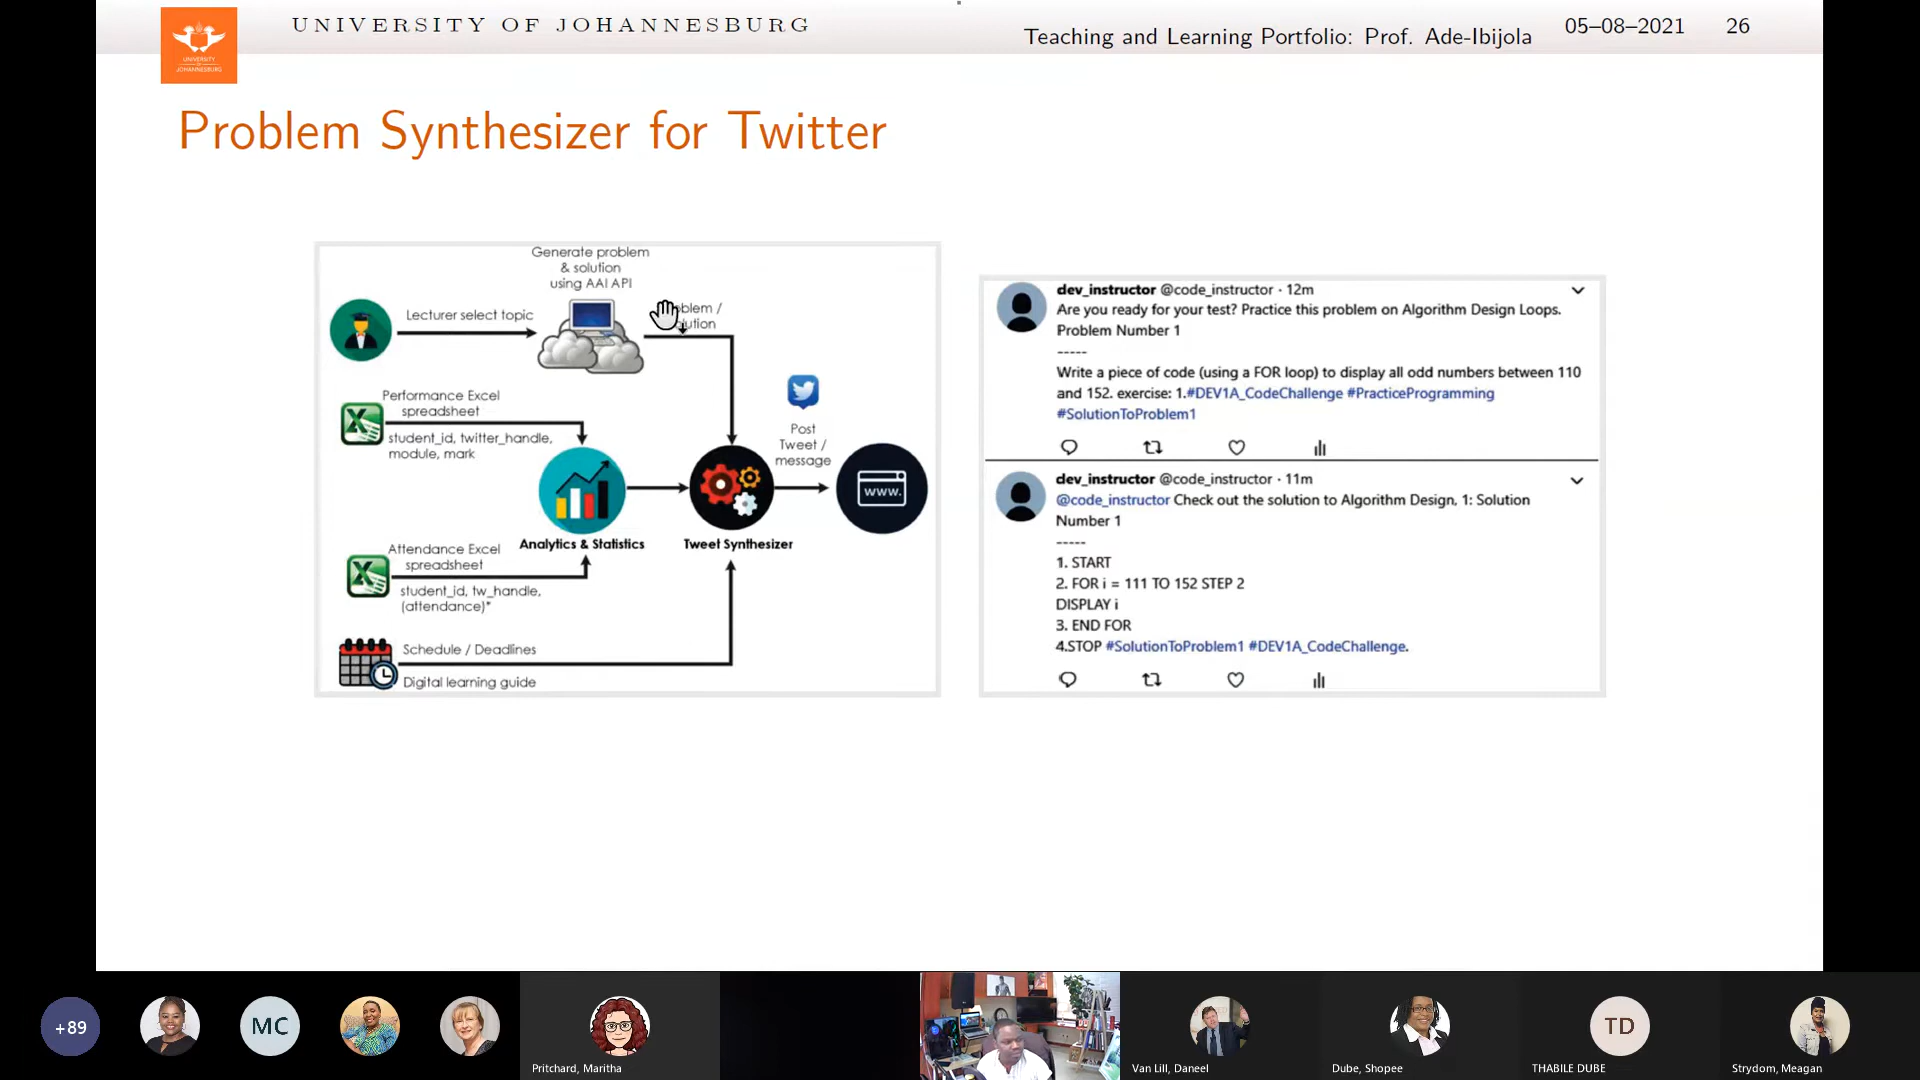 UNIVERSITY OF JOHANNESBURG
Teaching and Learning Portfolio: Prof. Ade-Ibijola
05–08–2021
26
UNIVERSITY
OF
JOHANNESBURG
Problem Synthesizer for Twitter
Generate problem
& solution
using AAI API
Lecturer select topic
Performance Excel
spreadsheet
student_id, twitter_handle,
module, mark
Post
Tweet /
message
www.
Analytics & Statistics
Tweet Synthesizer
Attendance Excel
spreadsheet
student_id, tw_handle,
(attendance)*
Schedule / Deadlines
Digital learning guide
dev_instructor @code_instructor · 12m
Are you ready for your test? Practice this problem on Algorithm Design Loops.
Problem Number 1
-----
Write a piece of code (using a FOR loop) to display all odd numbers between 110
and 152. exercise: 1.#DEV1A_CodeChallenge #PracticeProgramming
#SolutionToProblem1
dev_instructor @code_instructor · 11m
@code_instructor Check out the solution to Algorithm Design, 1: Solution
Number 1
-----
1. START
2. FOR i = 111 TO 152 STEP 2
DISPLAY i
3. END FOR
4.STOP #SolutionToProblem1 #DEV1A_CodeChallenge.
+89
MC
Pritchard, Maritha
Van Lill, Daneel
Dube, Shopee
TD
THABILE DUBE
Strydom, Meagan